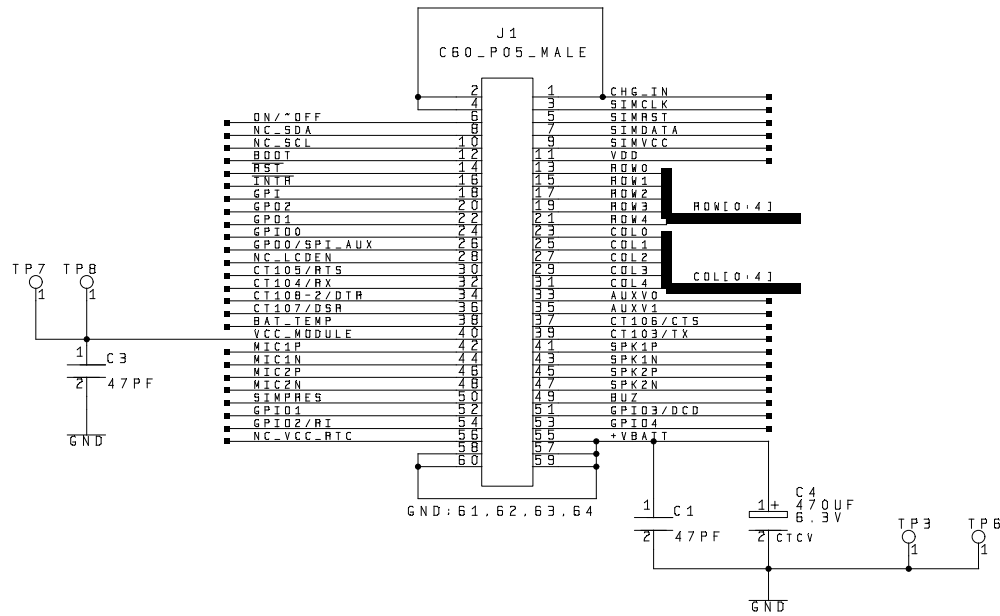 J1
C60_P05_MALE
2 1 CHG_IN
4 3 SIMCLK
ON/~OFF 6 5 SIMRST
NC_SDA 8 7 SIMDATA
NC_SCL 10 9 SIMVCC
BOOT 12 11 VDD
RST 14 13 ROW0
INTR 16 15 ROW1
GPI 18 17 ROW2
GPO2 20 19 ROW3
ROW[0:4]
GPO1 22 21 ROW4
GPIO0 24 23 COL0
GPO0/SPI_AUX 26 25 COL1
NC_LCDEN 28 27 COL2
CT105/RTS 30 29 COL3
COL[0:4]
CT104/RX 32 31 COL4
CT108-2/DTR 34 33 AUXV0
CT107/DSR 36 35 AUXV1
BAT_TEMP 38 37 CT106/CTS
VCC_MODULE 40 39 CT103/TX
MIC1P 42 41 SPK1P
MIC1N 44 43 SPK1N
MIC2P 46 45 SPK2P
MIC2N 48 47 SPK2N
SIMPRES 50 49 BUZ
GPIO1 52 51 GPIO3/DCD
GPIO2/RI 54 53 GPIO4
NC_VCC_RTC 56 55 +VBATT
58 57
60 59
GND:61,62,63,64
TP7 TP8
1 1
1 C3
2 47PF
GND
1 C1
2 47PF
C4
1 + 470UF
6.3V
2 CTCV
TP3 TP6
1 1
GND